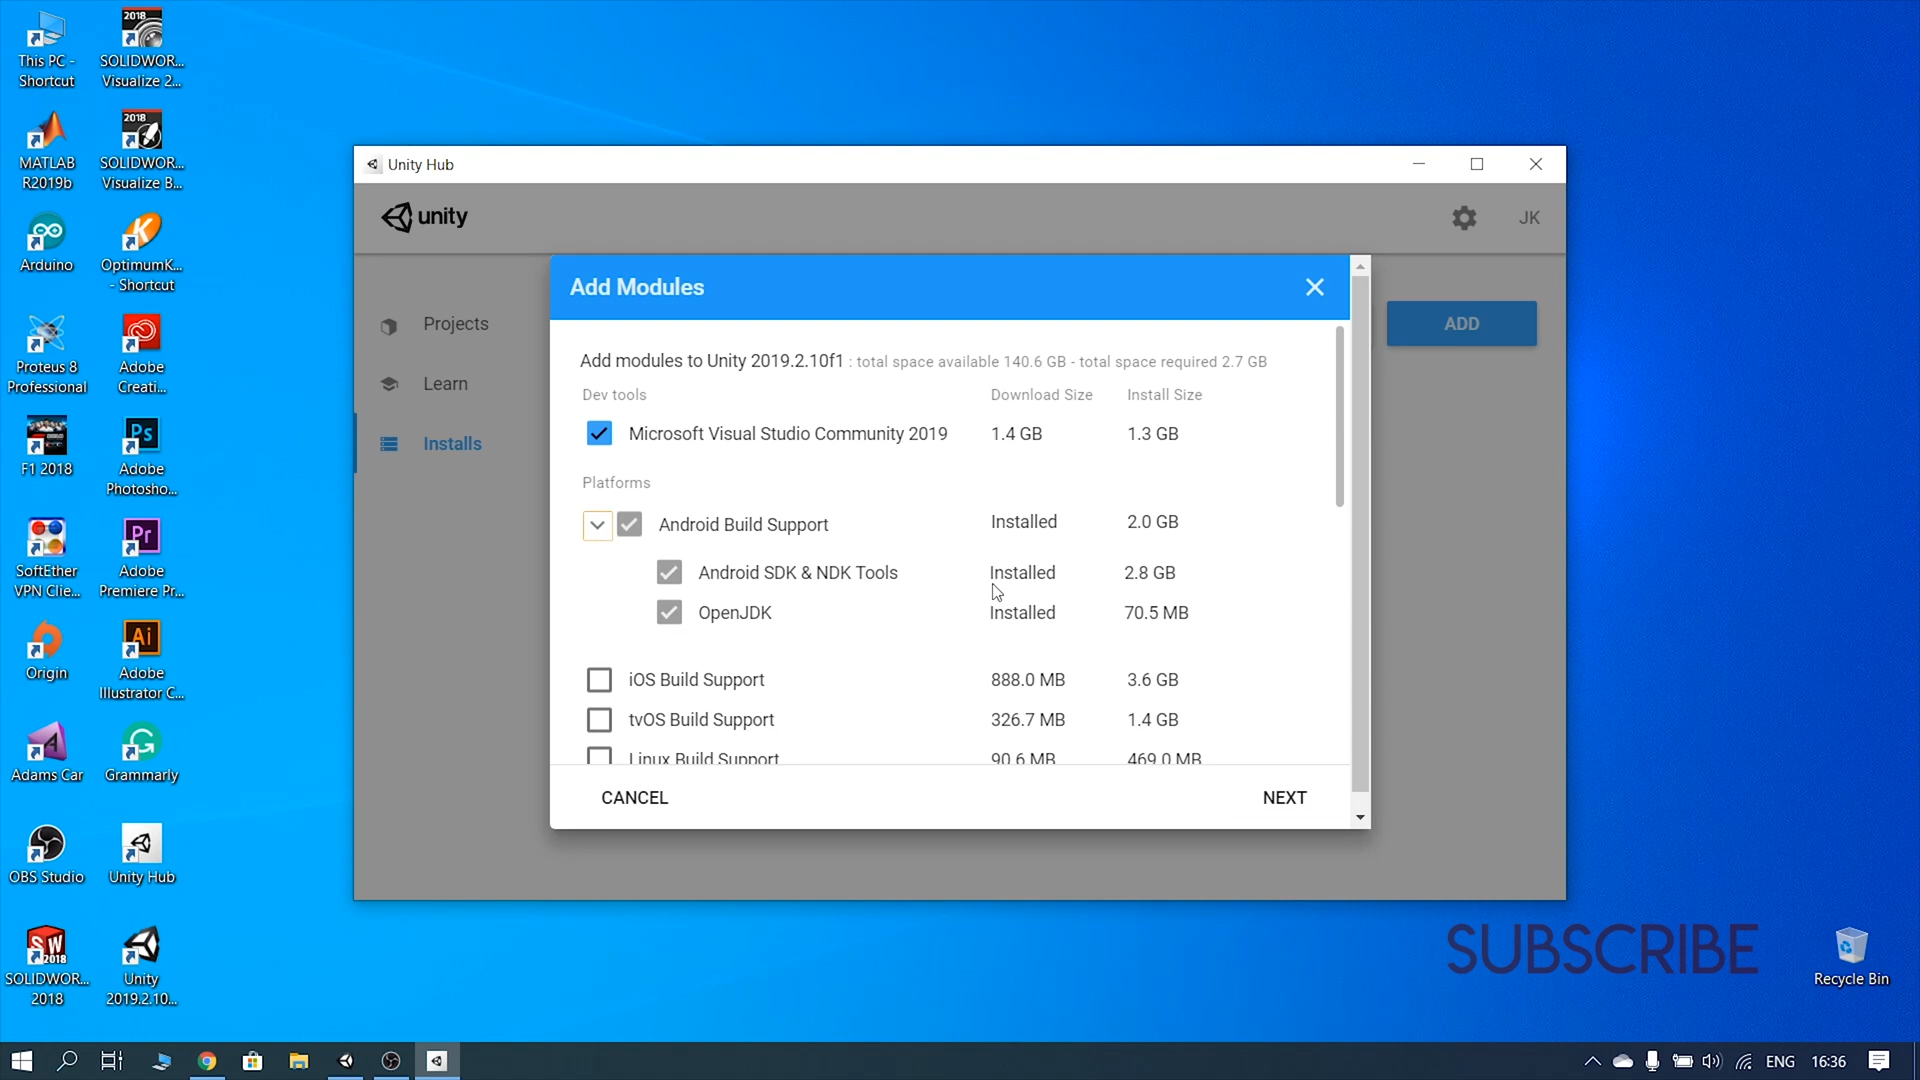 This PC -
Shortcut
SOLIDWOR...
Visualize 2...
MATLAB
R2019b
SOLIDWOR...
Visualize B...
Arduino
OptimumK...
- Shortcut
Proteus 8
Professional
Adobe
Creati...
F1 2018
Adobe
Photosho...
SoftEther
VPN Clie...
Adobe
Premiere Pr...
Origin
Adobe
Illustrator C...
Adams Car
Grammarly
OBS Studio
Unity Hub
SOLIDWOR...
2018
Unity
2019.2.10...
2018
2018
Ps
Pr
Ai
SW
2018
Unity Hub
unity
JK
Projects
Learn
Installs
ADD
Add Modules
Add modules to Unity 2019.2.10f1 : total space available 140.6 GB - total space required 2.7 GB
Dev tools Download Size Install Size
Microsoft Visual Studio Community 2019 1.4 GB 1.3 GB
Platforms
Android Build Support Installed 2.0 GB
Android SDK & NDK Tools Installed 2.8 GB
OpenJDK Installed 70.5 MB
iOS Build Support 888.0 MB 3.6 GB
tvOS Build Support 326.7 MB 1.4 GB
Linux Build Support 90.6 MB 469.0 MB
CANCEL NEXT
SUBSCRIBE
Recycle Bin
ENG 16:36